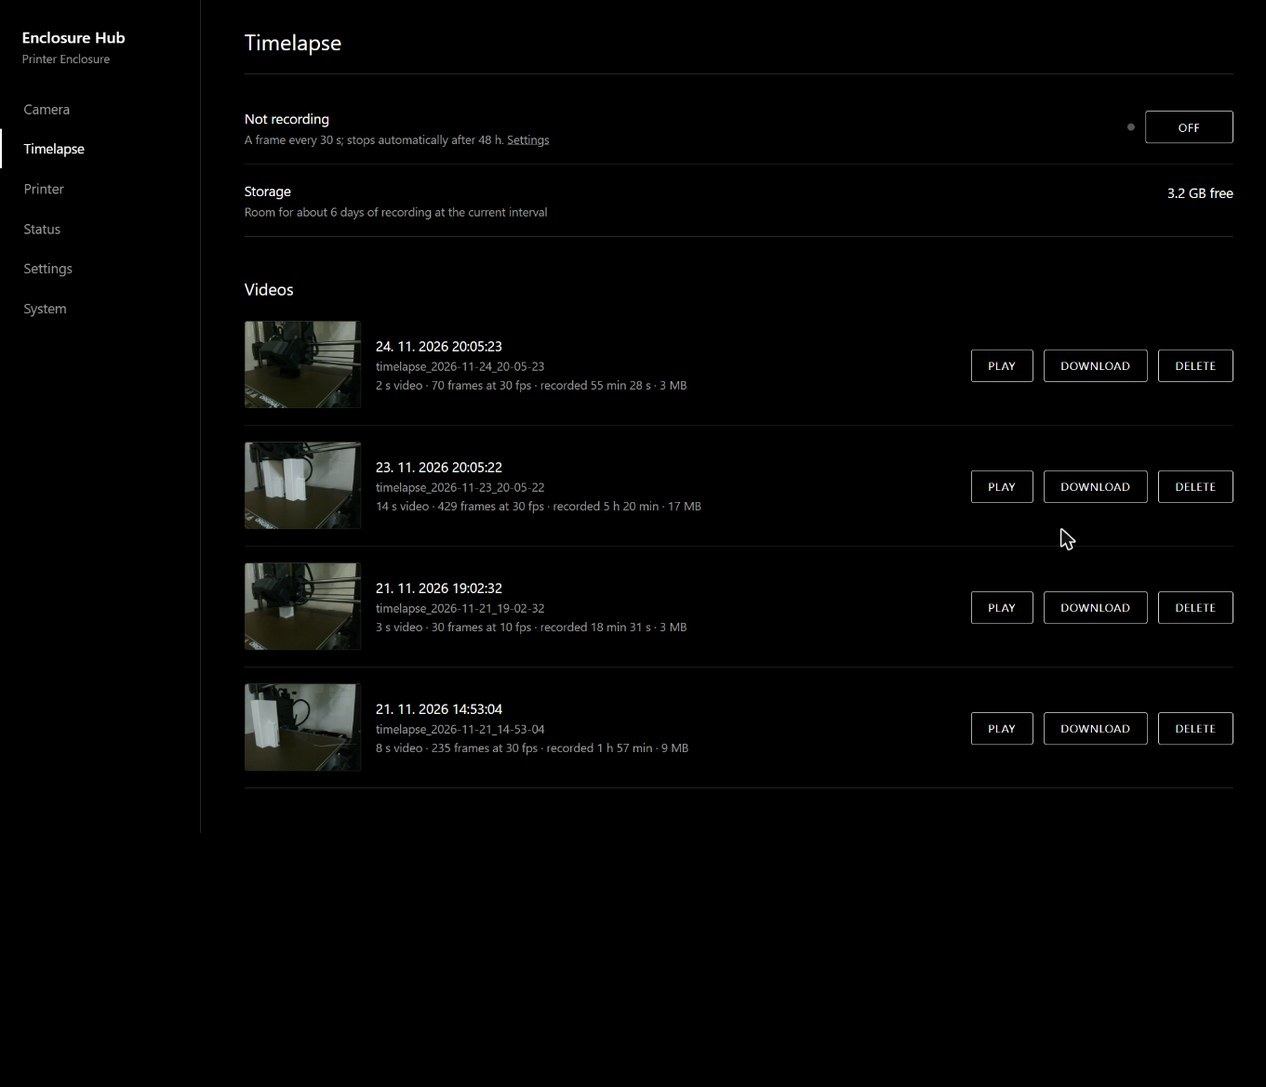 Enclosure Hub
Printer Enclosure
Camera
Timelapse
Printer
Status
Settings
System
Timelapse
Not recording
A frame every 30 s; stops automatically after 48 h. Settings
OFF
Storage
Room for about 6 days of recording at the current interval
3.2 GB free
Videos
24. 11. 2026 20:05:23
timelapse_2026-11-24_20-05-23
2 s video · 70 frames at 30 fps · recorded 55 min 28 s · 3 MB
PLAY DOWNLOAD DELETE
23. 11. 2026 20:05:22
timelapse_2026-11-23_20-05-22
14 s video · 429 frames at 30 fps · recorded 5 h 20 min · 17 MB
PLAY DOWNLOAD DELETE
21. 11. 2026 19:02:32
timelapse_2026-11-21_19-02-32
3 s video · 30 frames at 10 fps · recorded 18 min 31 s · 3 MB
PLAY DOWNLOAD DELETE
21. 11. 2026 14:53:04
timelapse_2026-11-21_14-53-04
8 s video · 235 frames at 30 fps · recorded 1 h 57 min · 9 MB
PLAY DOWNLOAD DELETE